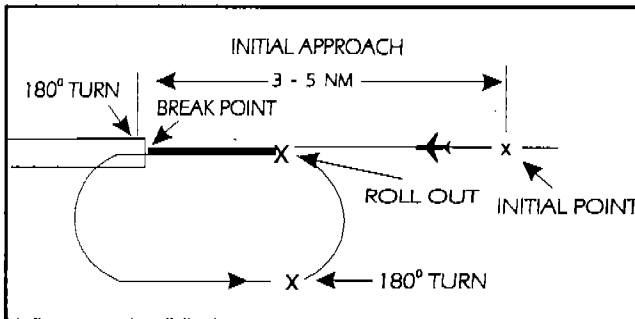 INITIAL APPROACH
3 - 5 NM
180° TURN
BREAK POINT
ROLL OUT
INITIAL POINT
180° TURN